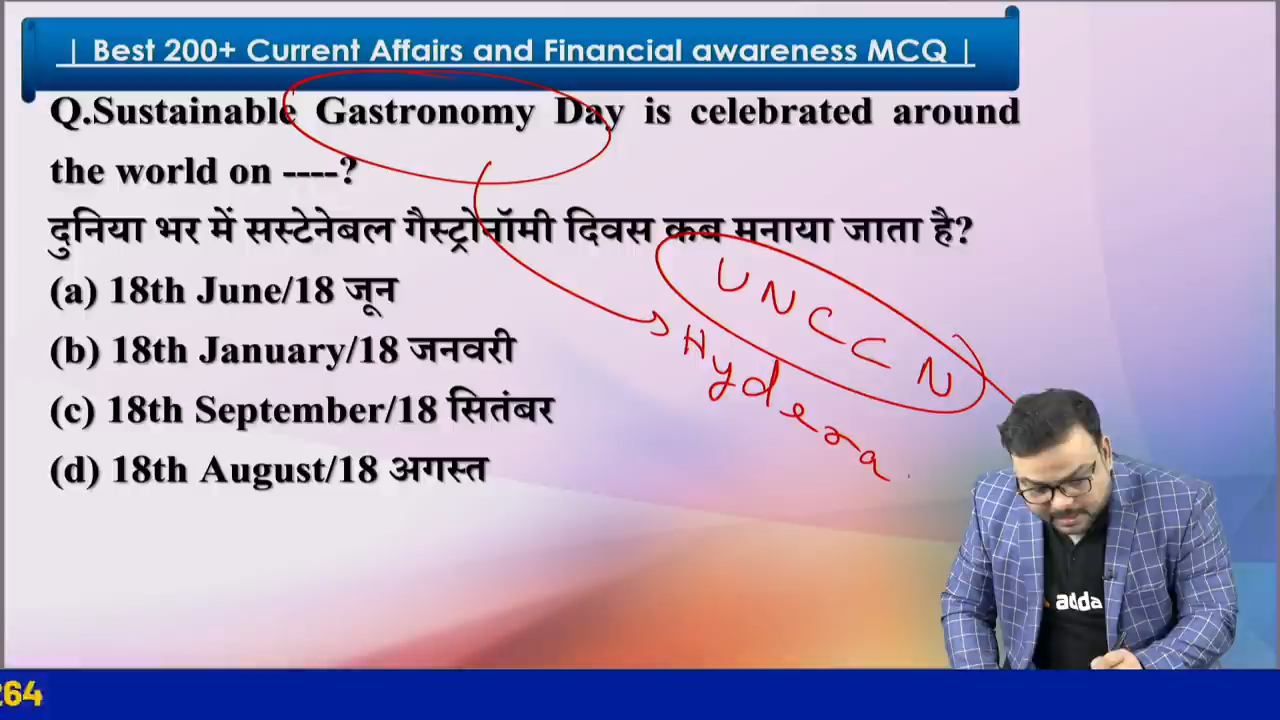 | Best 200+ Current Affairs and Financial awareness MCQ |
Q.Sustainable Gastronomy Day is celebrated around
the world on ----?
दुनिया भर में सस्टेनेबल गैस्ट्रोनॉमी दिवस कब मनाया जाता है?
(a) 18th June/18 जून
(b) 18th January/18 जनवरी
(c) 18th September/18 सितंबर
(d) 18th August/18 अगस्त
UNCCN
Hydera
adda
264